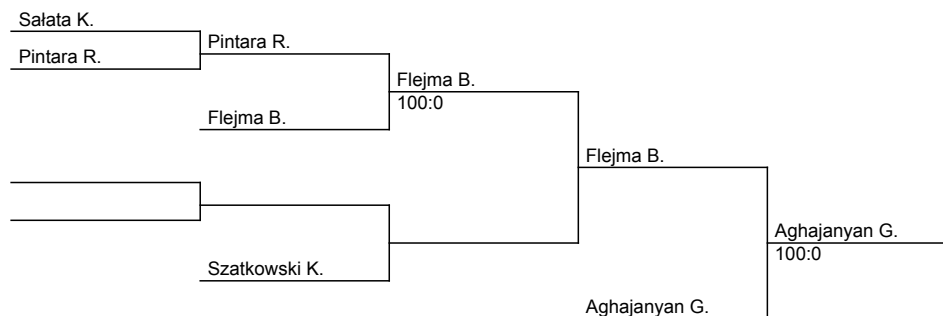 Sałata K.
Pintara R.
Pintara R.
Flejma B.
100:0
Flejma B.
Flejma B.
Szatkowski K.
Aghajanyan G.
100:0
Aghajanyan G.